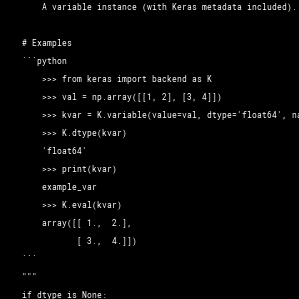 A variable instance (with Keras metadata included).
# Examples
```python
>>> from keras import backend as K
>>> val = np.array([[1, 2], [3, 4]])
>>> kvar = K.variable(value=val, dtype='float64', na
>>> K.dtype(kvar)
'float64'
>>> print(kvar)
example_var
>>> K.eval(kvar)
array([[ 1.,  2.],
[ 3.,  4.]])
```
"""
if dtype is None: